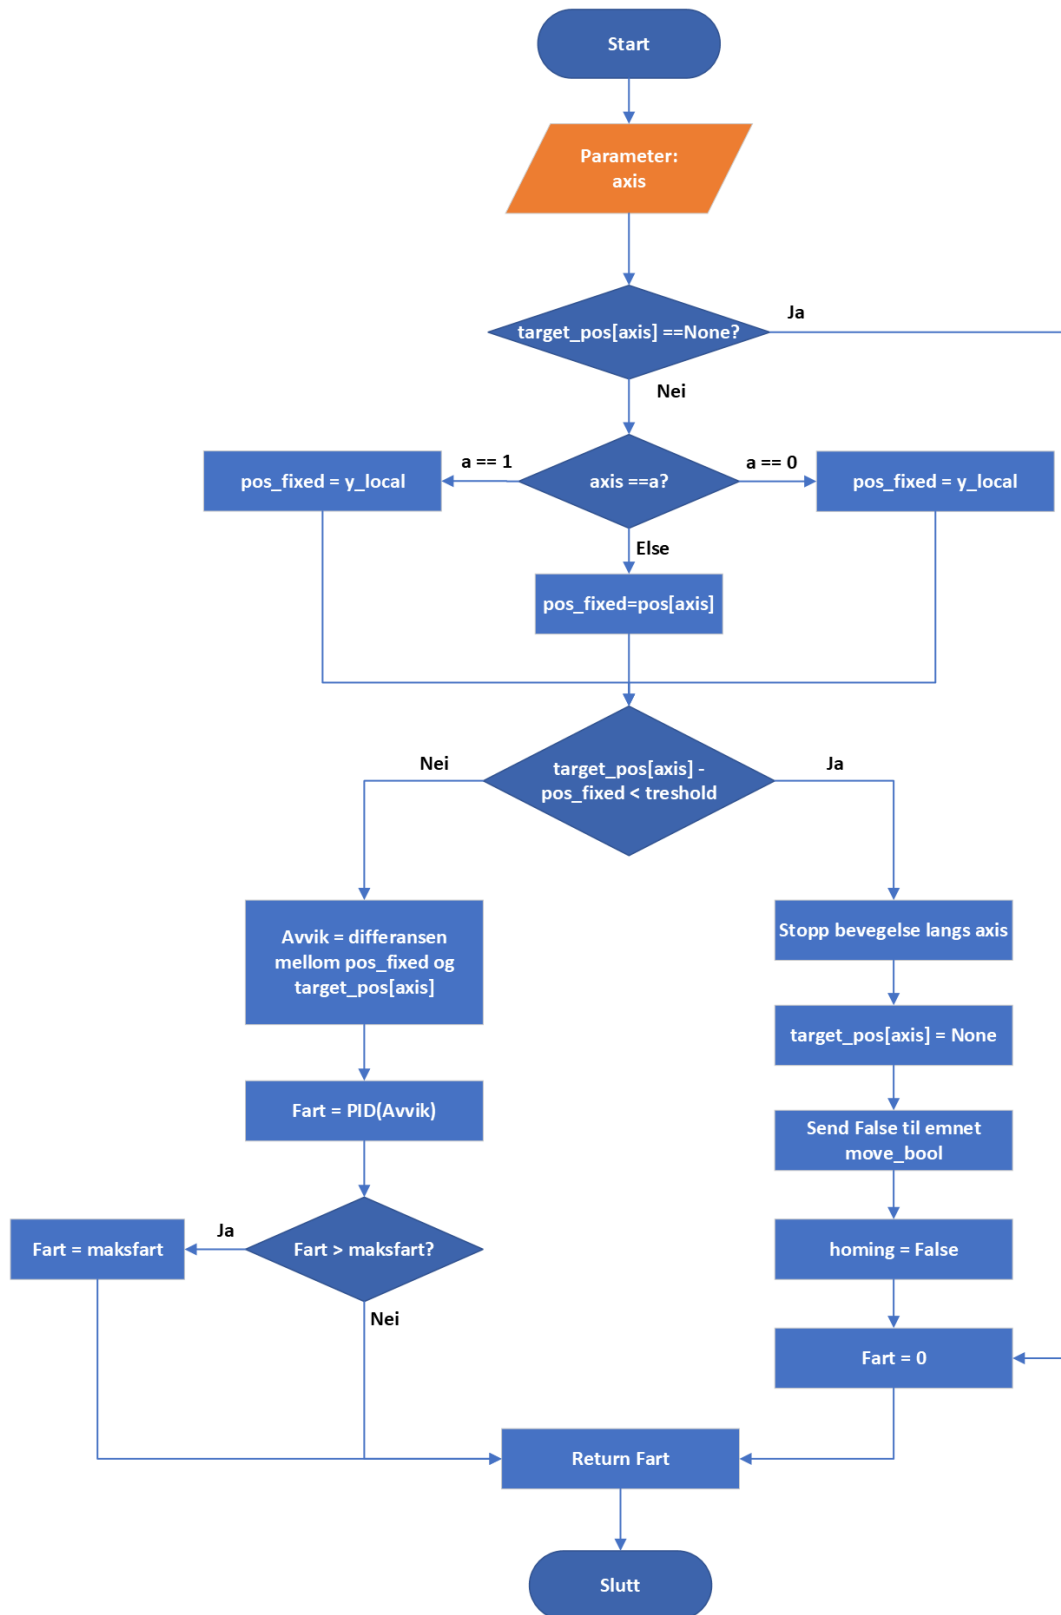 Start
Parameter:
axis
target_pos[axis] ==None?
Ja
Nei
pos_fixed = y_local
a == 1
axis ==a?
a == 0
pos_fixed = y_local
Else
pos_fixed=pos[axis]
Nei
target_pos[axis] -
pos_fixed < treshold
Ja
Avvik = differansen
mellom pos_fixed og
target_pos[axis]
Fart = PID(Avvik)
Fart > maksfart?
Ja
Fart = maksfart
Nei
Stopp bevegelse langs axis
target_pos[axis] = None
Send False til emnet
move_bool
homing = False
Fart = 0
Return Fart
Slutt